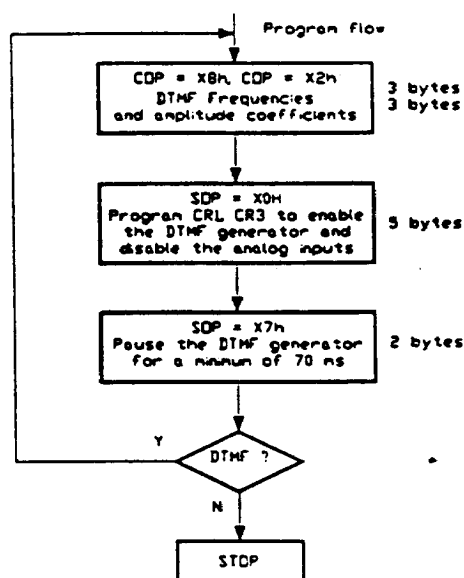 Program flow
COP = X8h, COP = X2h
DTMF Frequencies
and amplitude coefficients
3 bytes
3 bytes
SOP = X0H
Program CR1, CR3 to enable
the DTMF generator and
disable the analog inputs
5 bytes
SOP = X7h
Pause the DTMF generator
for a minimum of 70 ms
2 bytes
Y
DTMF ?
N
STOP